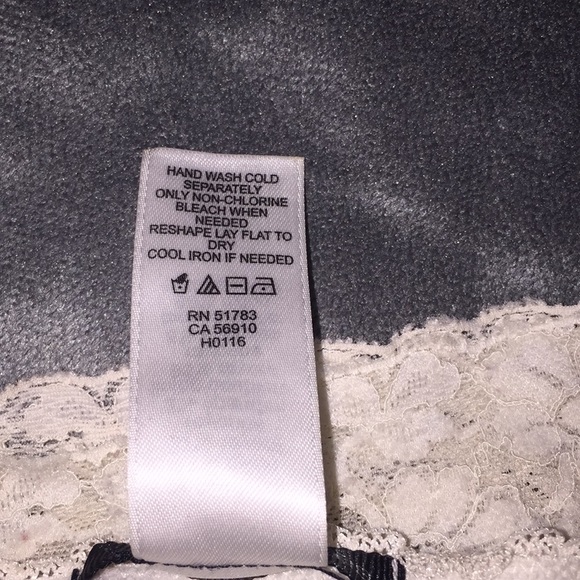 HAND WASH COLD
SEPARATELY
ONLY NON-CHLORINE
BLEACH WHEN
NEEDED
RESHAPE LAY FLAT TO
DRY
COOL IRON IF NEEDED
RN 51783
CA 56910
H0116